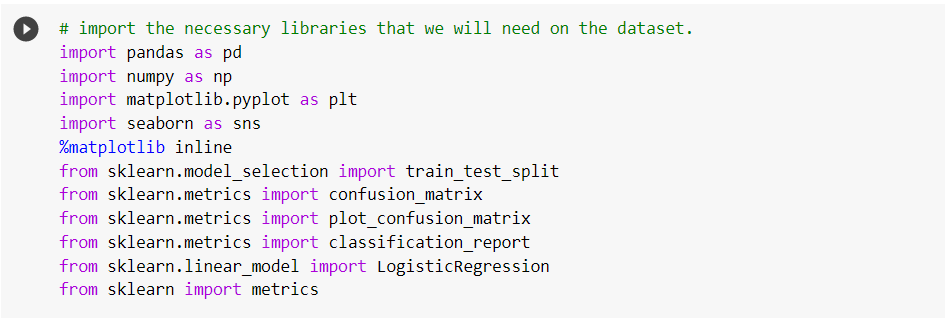 # import the necessary libraries that we will need on the dataset.
import pandas as pd
import numpy as np
import matplotlib.pyplot as plt
import seaborn as sns
%matplotlib inline
from sklearn.model_selection import train_test_split
from sklearn.metrics import confusion_matrix
from sklearn.metrics import plot_confusion_matrix
from sklearn.metrics import classification_report
from sklearn.linear_model import LogisticRegression
from sklearn import metrics